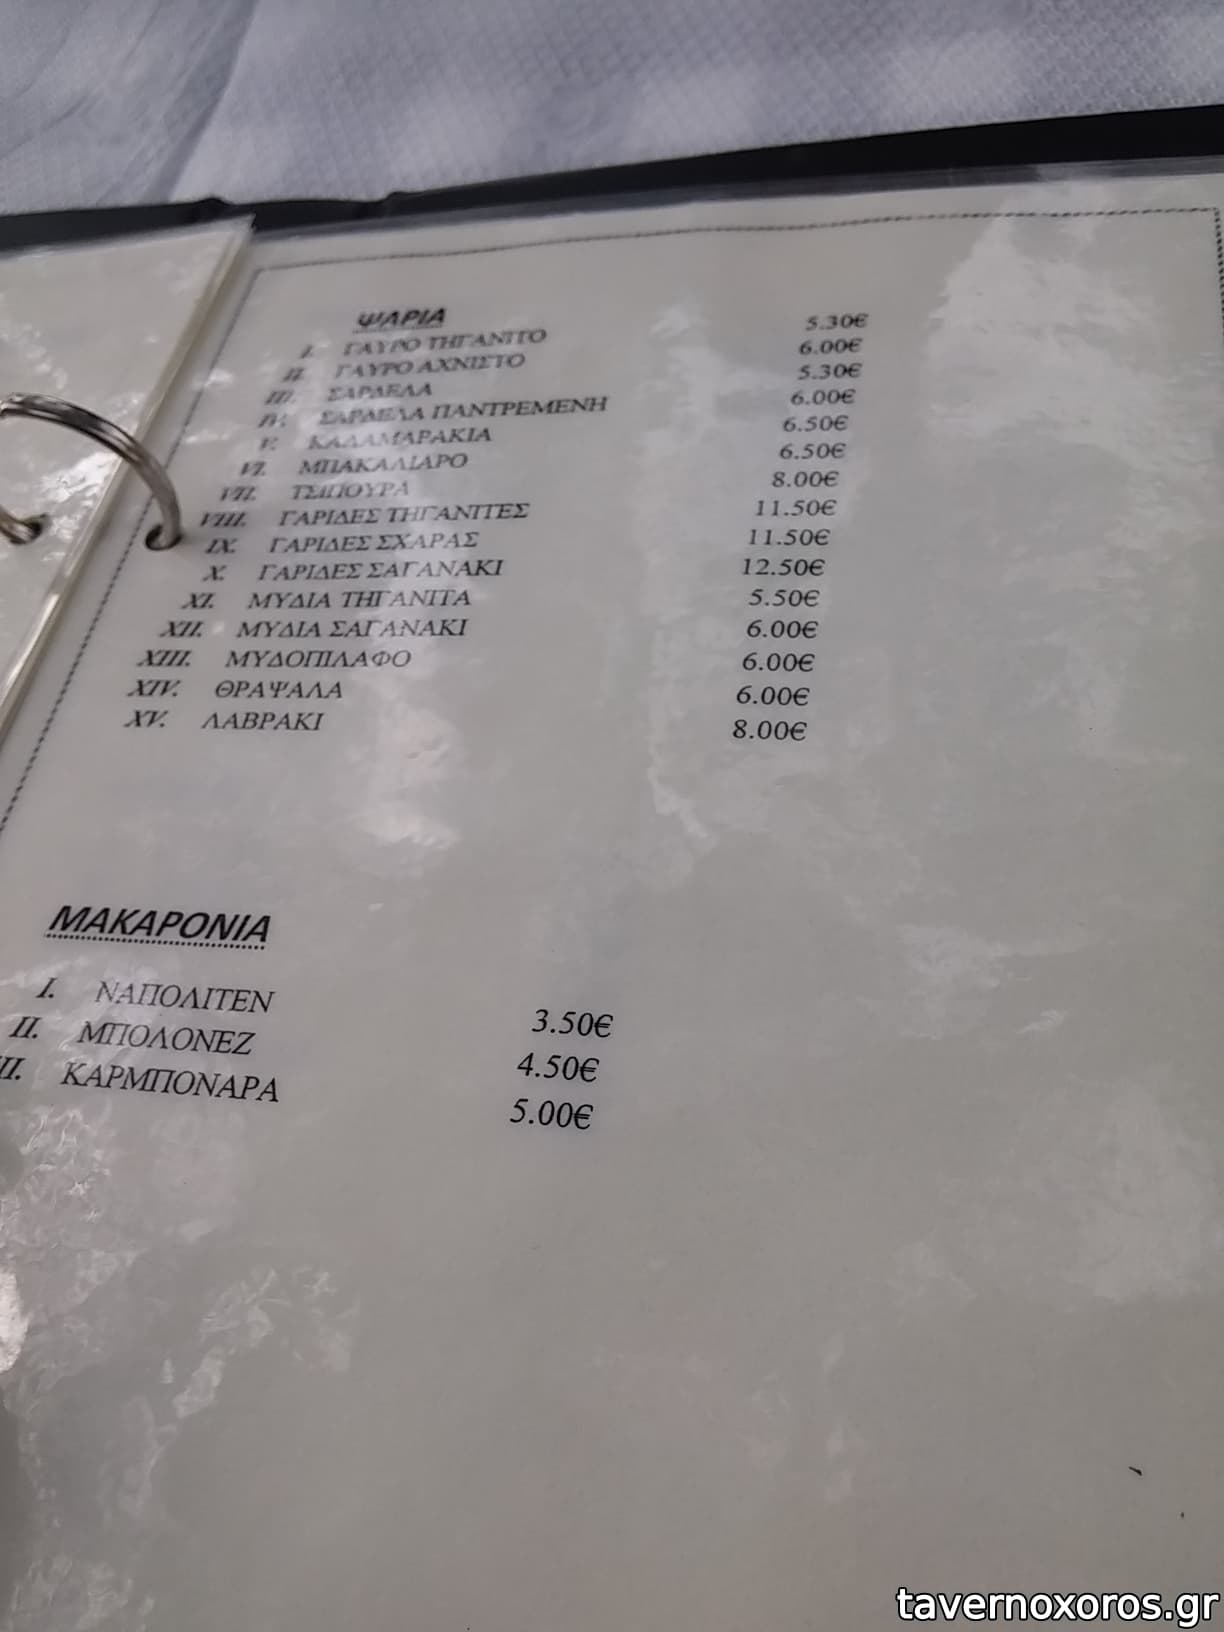 ΨΑΡΙΑ
I. ΓΑΥΡΟ ΤΗΓΑΝΙΤΟ 5.30€
II. ΓΑΥΡΟ ΑΧΝΙΣΤΟ 6.00€
III. ΣΑΡΔΕΛΑ 5.30€
IV. ΣΑΡΔΕΛΑ ΠΑΝΤΡΕΜΕΝΗ 6.00€
V. ΚΑΛΑΜΑΡΑΚΙΑ 6.50€
VI. ΜΠΑΚΑΛΙΑΡΟ 6.50€
VII. ΤΣΙΠΟΥΡΑ 8.00€
VIII. ΓΑΡΙΔΕΣ ΤΗΓΑΝΙΤΕΣ 11.50€
IX. ΓΑΡΙΔΕΣ ΣΧΑΡΑΣ 11.50€
X. ΓΑΡΙΔΕΣ ΣΑΓΑΝΑΚΙ 12.50€
XI. ΜΥΔΙΑ ΤΗΓΑΝΙΤΑ 5.50€
XII. ΜΥΔΙΑ ΣΑΓΑΝΑΚΙ 6.00€
XIII. ΜΥΔΟΠΙΛΑΦΟ 6.00€
XIV. ΘΡΑΨΑΛΑ 6.00€
XV. ΛΑΒΡΑΚΙ 8.00€
ΜΑΚΑΡΟΝΙΑ
I. ΝΑΠΟΛΙΤΕΝ 3.50€
II. ΜΠΟΛΟΝΕΖ 4.50€
II. ΚΑΡΜΠΟΝΑΡΑ 5.00€
tavernoxoros.gr